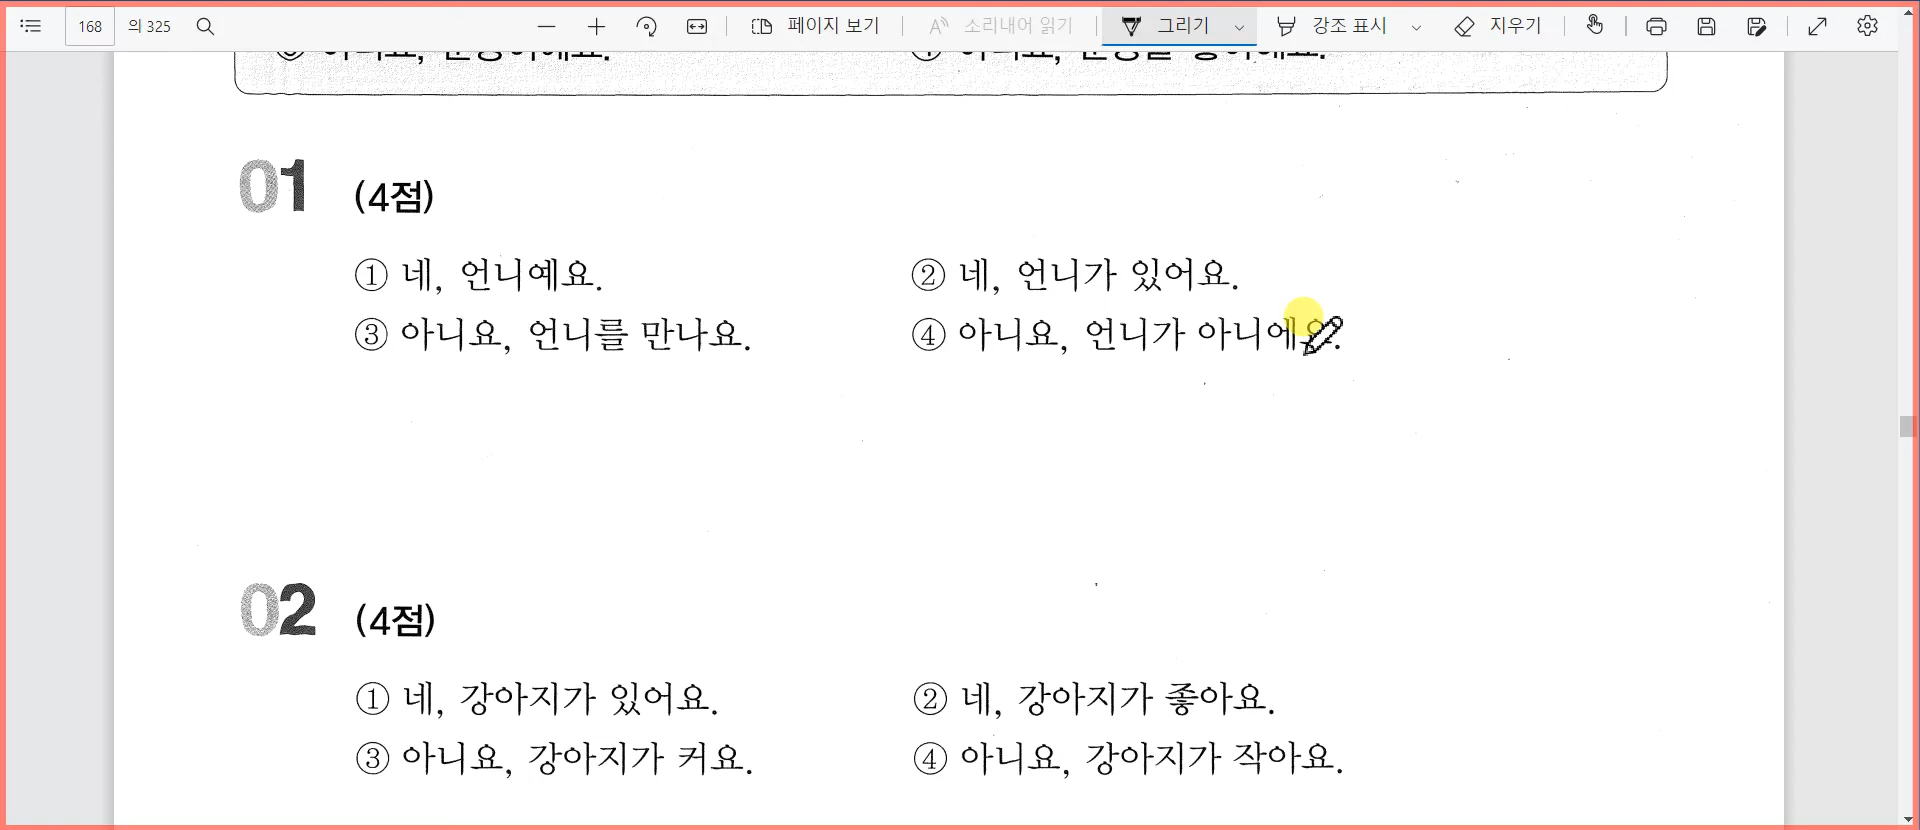 168 의 325 페이지 보기 소리내어 읽기 그리기 강조 표시 지우기
01 (4점)
① 네, 언니예요. ② 네, 언니가 있어요.
③ 아니요, 언니를 만나요. ④ 아니요, 언니가 아니에요.
02 (4점)
① 네, 강아지가 있어요. ② 네, 강아지가 좋아요.
③ 아니요, 강아지가 커요. ④ 아니요, 강아지가 작아요.